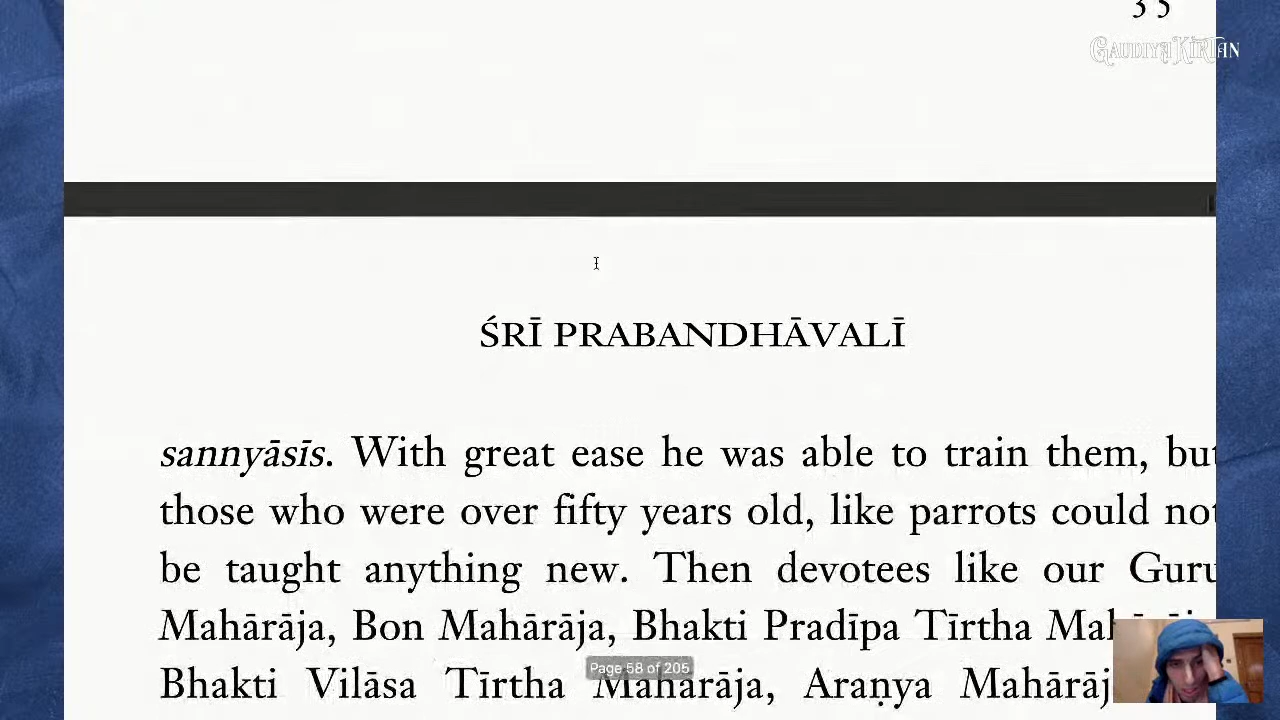 35
GAUDIYA KIRTAN
ŚRĪ PRABANDHĀVALĪ
sannyāsīs. With great ease he was able to train them, but
those who were over fifty years old, like parrots could not
be taught anything new. Then devotees like our Guru
Mahārāja, Bon Mahārāja, Bhakti Pradīpa Tīrtha
Page 58 of 205
Bhakti Vilāsa Tīrtha Mahārāja, Araṇya